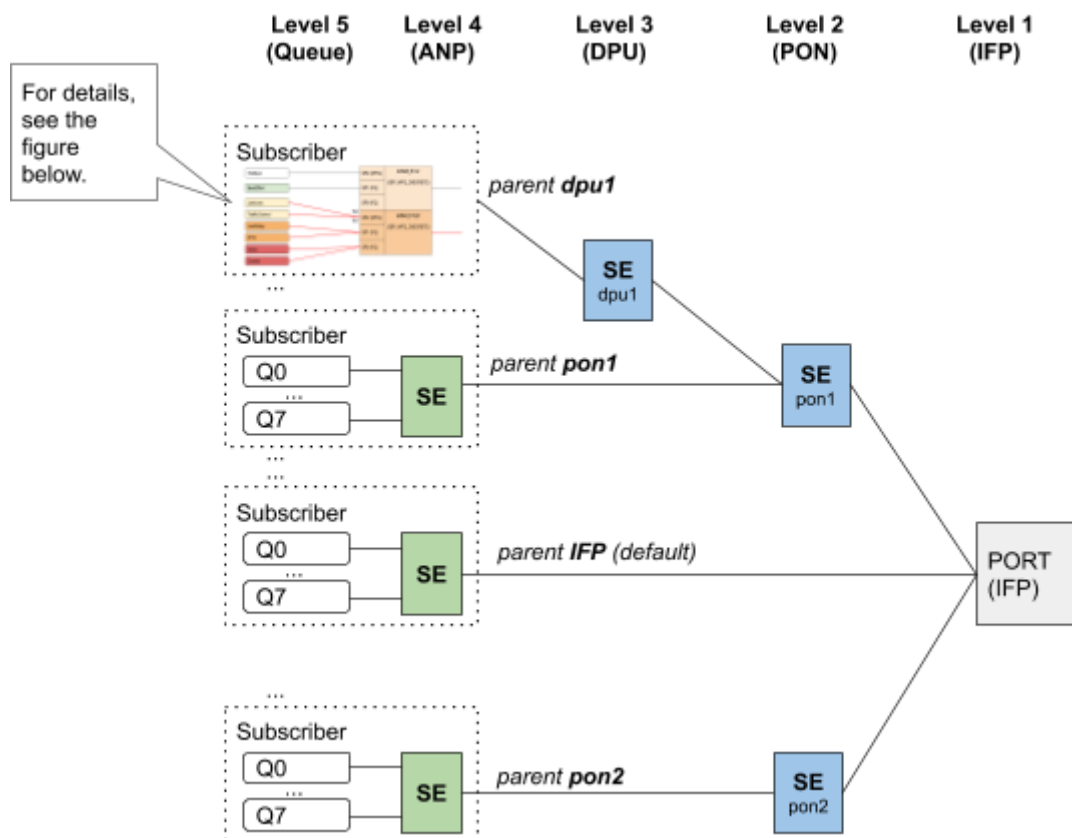 Level 5
(Queue)
Level 4
(ANP)
Level 3
(DPU)
Level 2
(PON)
Level 1
(IFP)
For details,
see the
figure
below.
Subscriber
parent dpu1
SE
dpu1
...
Subscriber
Q0
...
Q7
SE
parent pon1
SE
pon1
...
...
Subscriber
Q0
...
Q7
SE
parent IFP (default)
PORT
(IFP)
...
Subscriber
Q0
...
Q7
SE
parent pon2
SE
pon2